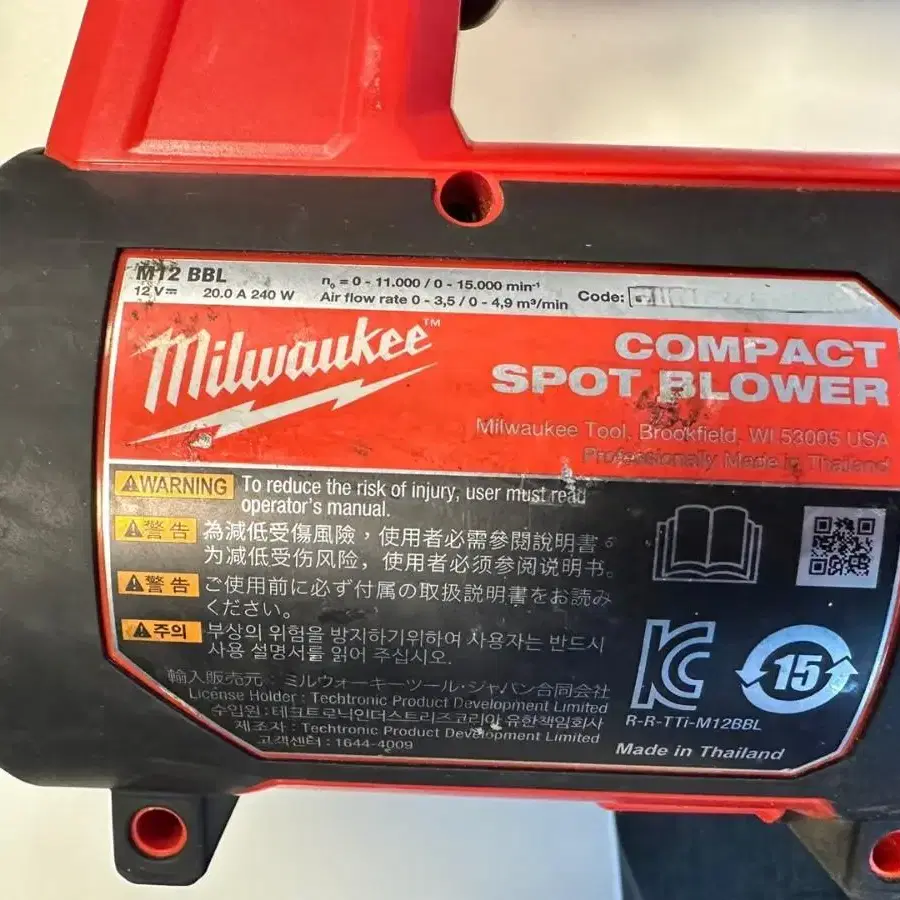 M12 BBL
12 V⎓ 20.0 A 240 W
n₀ = 0 - 11.000 / 0 - 15.000 min⁻¹
Air flow rate 0 - 3,5 / 0 - 4,9 m³/min
Code:
Milwaukee™
COMPACT
SPOT BLOWER
Milwaukee Tool, Brookfield, WI 53005 USA
Professionally Made in Thailand
⚠WARNING To reduce the risk of injury, user must read
operator's manual.
⚠警告 為減低受傷風險，使用者必需參閱說明書。
为减低受伤风险，使用者必须参阅说明书。
⚠警告 ご使用前に必ず付属の取扱説明書をお読み
ください。
⚠주의 부상의 위험을 방지하기위하여 사용자는 반드시
사용 설명서를 읽어 주십시오.
輸入販売元：ミルウォーキーツール・ジャパン合同会社
License Holder : Techtronic Product Development Limited
수입원 : 테크트로닉인더스트리즈코리아 유한책임회사
제조자 : Techtronic Product Development Limited
고객센터 : 1644-4009
KC
R-R-TTi-M12BBL
15
Made in Thailand